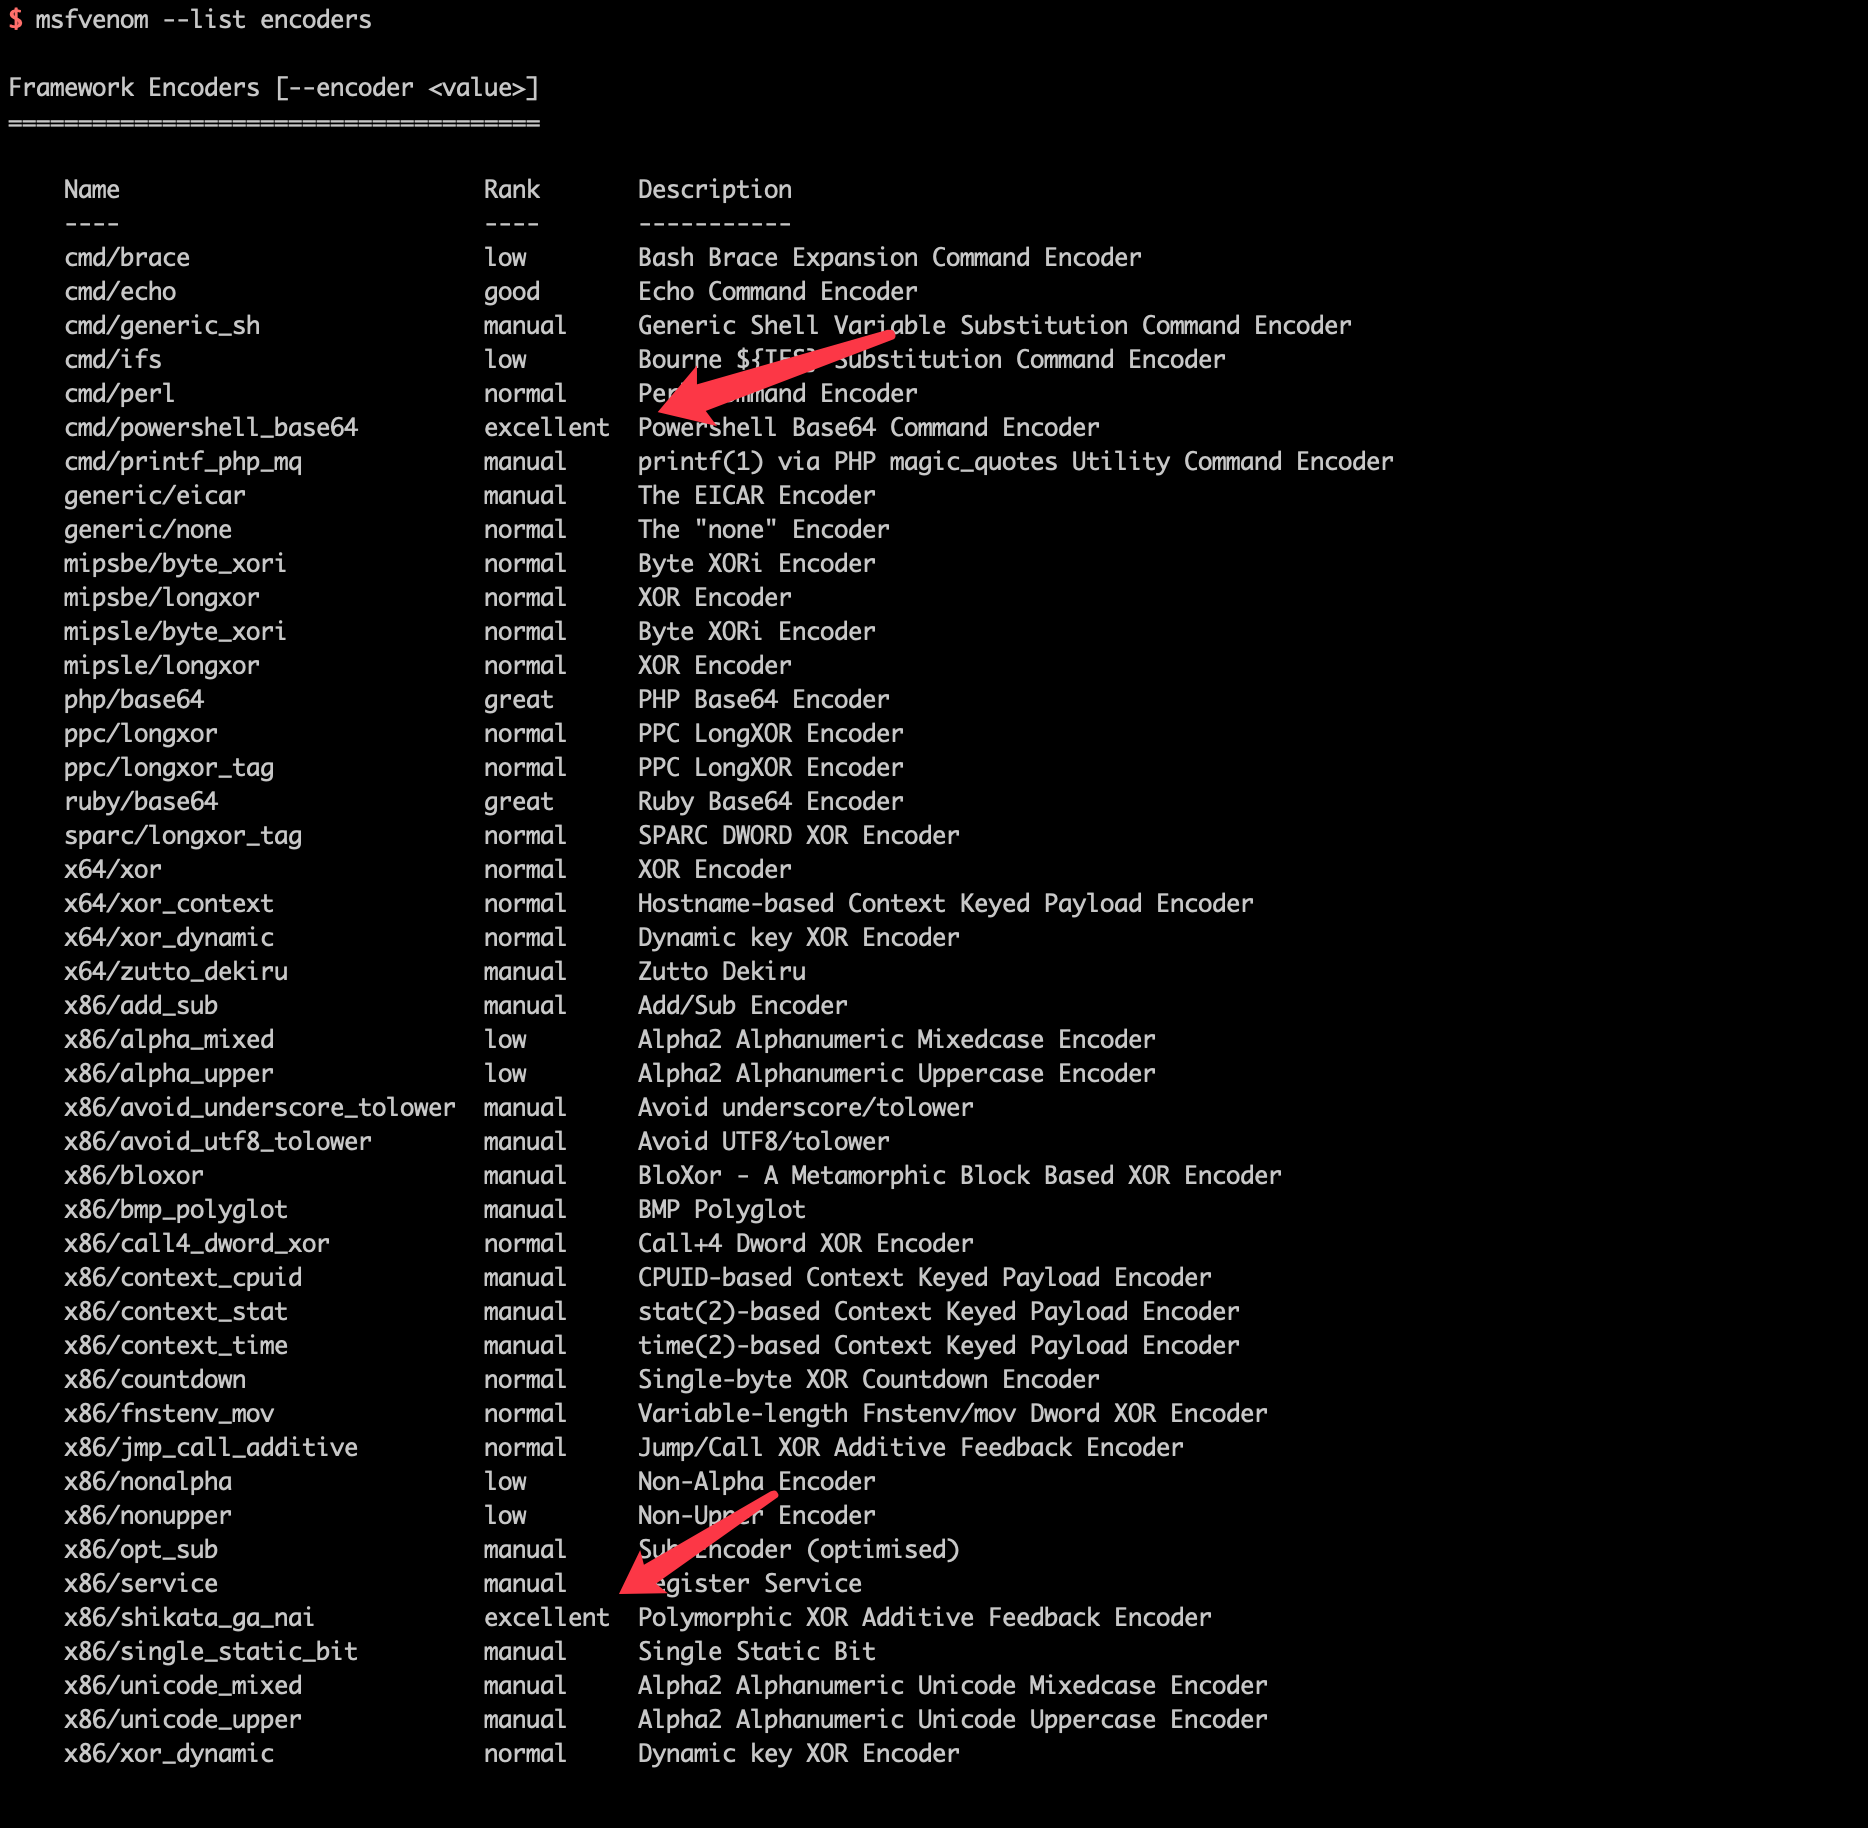 $ msfvenom --list encoders
Framework Encoders [--encoder <value>]
======================================
Name Rank Description
---- ---- -----------
cmd/brace low Bash Brace Expansion Command Encoder
cmd/echo good Echo Command Encoder
cmd/generic_sh manual Generic Shell Variable Substitution Command Encoder
cmd/ifs low Bourne ${IFS} Substitution Command Encoder
cmd/perl normal Perl Command Encoder
cmd/powershell_base64 excellent Powershell Base64 Command Encoder
cmd/printf_php_mq manual printf(1) via PHP magic_quotes Utility Command Encoder
generic/eicar manual The EICAR Encoder
generic/none normal The "none" Encoder
mipsbe/byte_xori normal Byte XORi Encoder
mipsbe/longxor normal XOR Encoder
mipsle/byte_xori normal Byte XORi Encoder
mipsle/longxor normal XOR Encoder
php/base64 great PHP Base64 Encoder
ppc/longxor normal PPC LongXOR Encoder
ppc/longxor_tag normal PPC LongXOR Encoder
ruby/base64 great Ruby Base64 Encoder
sparc/longxor_tag normal SPARC DWORD XOR Encoder
x64/xor normal XOR Encoder
x64/xor_context normal Hostname-based Context Keyed Payload Encoder
x64/xor_dynamic normal Dynamic key XOR Encoder
x64/zutto_dekiru manual Zutto Dekiru
x86/add_sub manual Add/Sub Encoder
x86/alpha_mixed low Alpha2 Alphanumeric Mixedcase Encoder
x86/alpha_upper low Alpha2 Alphanumeric Uppercase Encoder
x86/avoid_underscore_tolower manual Avoid underscore/tolower
x86/avoid_utf8_tolower manual Avoid UTF8/tolower
x86/bloxor manual BloXor - A Metamorphic Block Based XOR Encoder
x86/bmp_polyglot manual BMP Polyglot
x86/call4_dword_xor normal Call+4 Dword XOR Encoder
x86/context_cpuid manual CPUID-based Context Keyed Payload Encoder
x86/context_stat manual stat(2)-based Context Keyed Payload Encoder
x86/context_time manual time(2)-based Context Keyed Payload Encoder
x86/countdown normal Single-byte XOR Countdown Encoder
x86/fnstenv_mov normal Variable-length Fnstenv/mov Dword XOR Encoder
x86/jmp_call_additive normal Jump/Call XOR Additive Feedback Encoder
x86/nonalpha low Non-Alpha Encoder
x86/nonupper low Non-Upper Encoder
x86/opt_sub manual Sub Encoder (optimised)
x86/service manual Register Service
x86/shikata_ga_nai excellent Polymorphic XOR Additive Feedback Encoder
x86/single_static_bit manual Single Static Bit
x86/unicode_mixed manual Alpha2 Alphanumeric Unicode Mixedcase Encoder
x86/unicode_upper manual Alpha2 Alphanumeric Unicode Uppercase Encoder
x86/xor_dynamic normal Dynamic key XOR Encoder